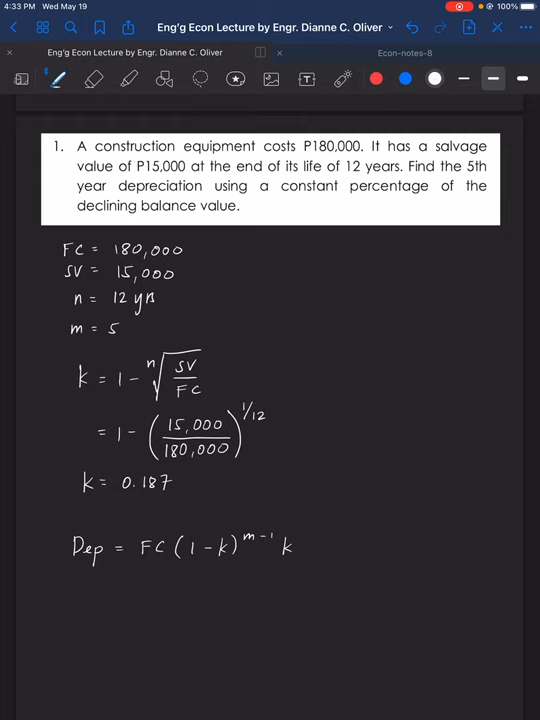 4:33 PM Wed May 19
100%
Eng'g Econ Lecture by Engr. Dianne C. Oliver
Eng'g Econ Lecture by Engr. Dianne C. Oliver
Econ-notes-8
1. A construction equipment costs P180,000. It has a salvage
value of P15,000 at the end of its life of 12 years. Find the 5th
year depreciation using a constant percentage of the
declining balance value.
FC = 180,000
SV = 15,000
n = 12 yrs
m = 5
k = 1 - n√(SV/FC)
= 1 - (15,000/180,000)^1/12
k = 0.187
Dep = FC (1 - k)^m-1 k